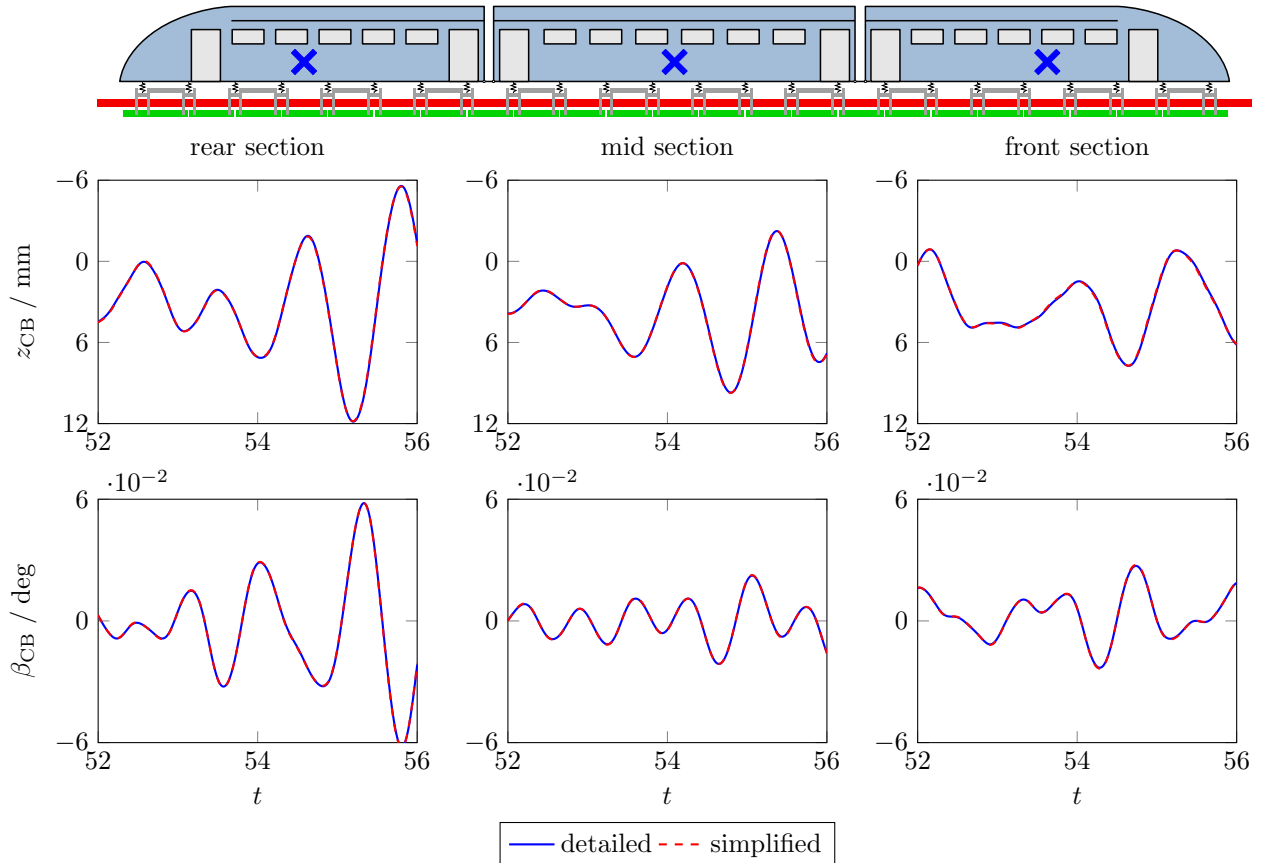 rear section mid section front section
−6
0
6
12
z_CB / mm
52 54 56
−6
0
6
12
52 54 56
−6
0
6
12
52 54 56
·10⁻²
6
0
−6
β_CB / deg
52 54 56
t
·10⁻²
6
0
−6
52 54 56
t
·10⁻²
6
0
−6
52 54 56
t
detailed simplified